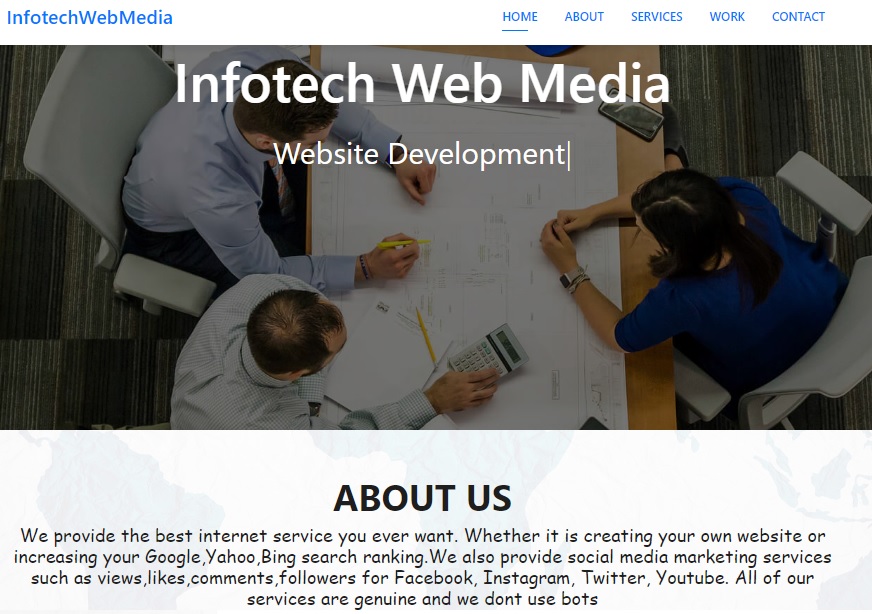 InfotechWebMedia
HOME ABOUT SERVICES WORK CONTACT
Infotech Web Media
Website Development|
ABOUT US
We provide the best internet service you ever want. Whether it is creating your own website or
increasing your Google,Yahoo,Bing search ranking.We also provide social media marketing services
such as views,likes,comments,followers for Facebook, Instagram, Twitter, Youtube. All of our
services are genuine and we dont use bots